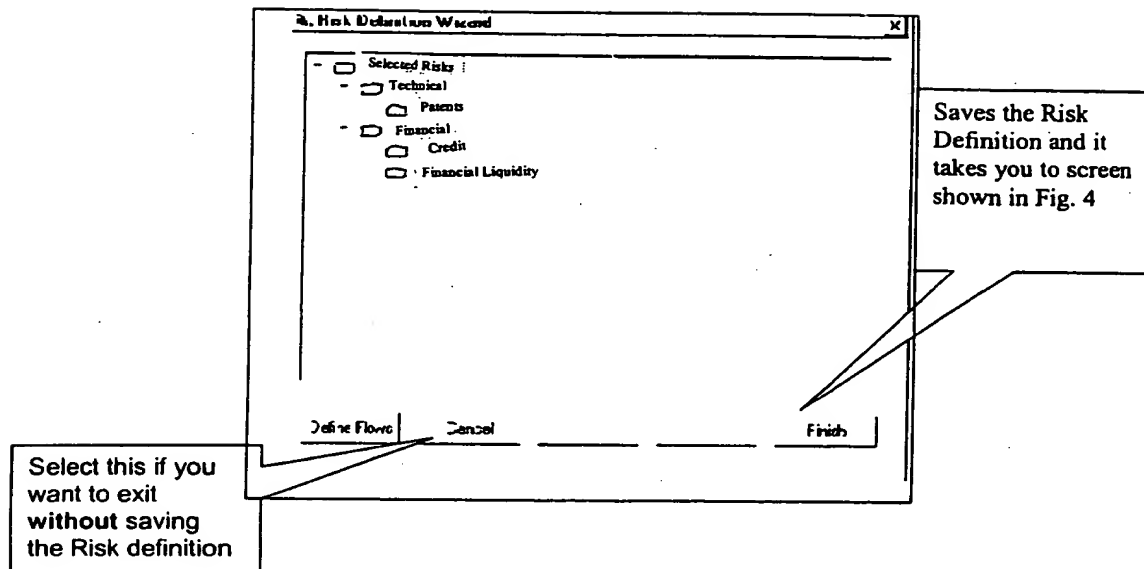 Risk Definition Wizard
Selected Risks
Technical
Patents
Financial
Credit
Financial Liquidity
Saves the Risk
Definition and it
takes you to screen
shown in Fig. 4
Define Flows
Cancel
Finish
Select this if you
want to exit
without saving
the Risk definition